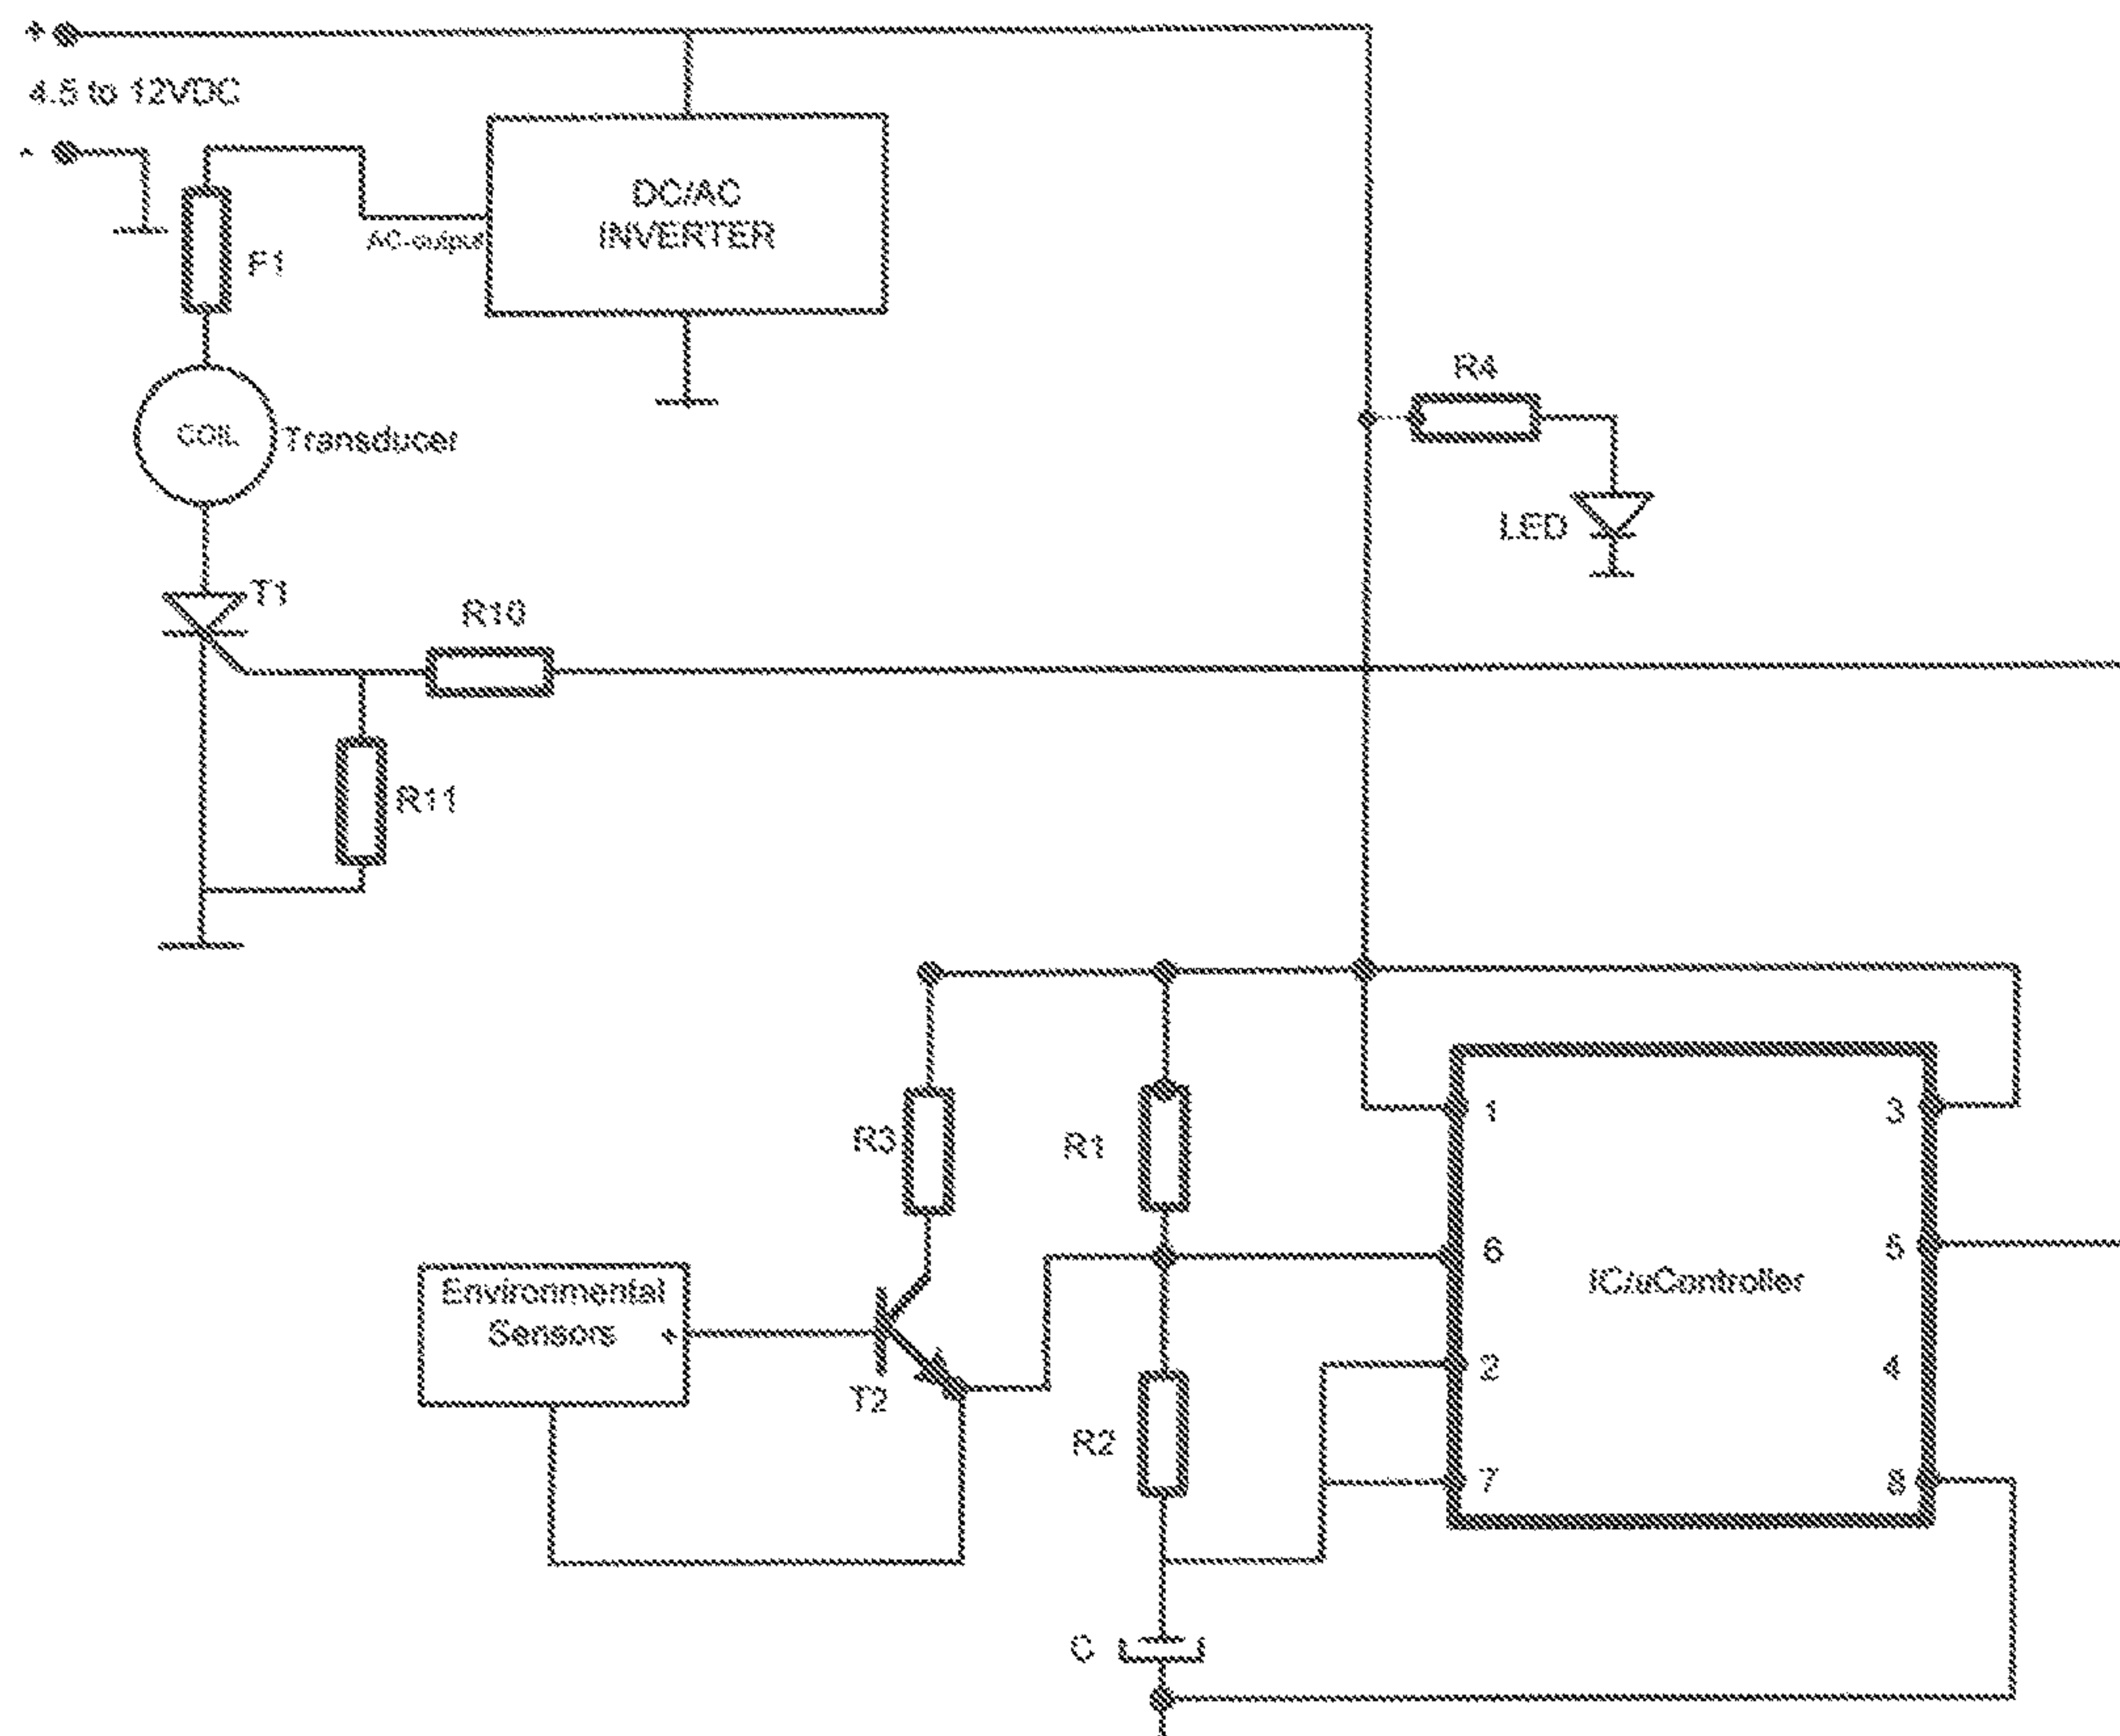 +
4.5 to 12VDC
-
DC/AC
INVERTER
AC-output
F1
COIL
Transducer
R4
LED
T1
R10
R11
R3
R1
1
3
6
5
IC/uController
Environmental
Sensors +
T2
2
4
R2
7
8
C